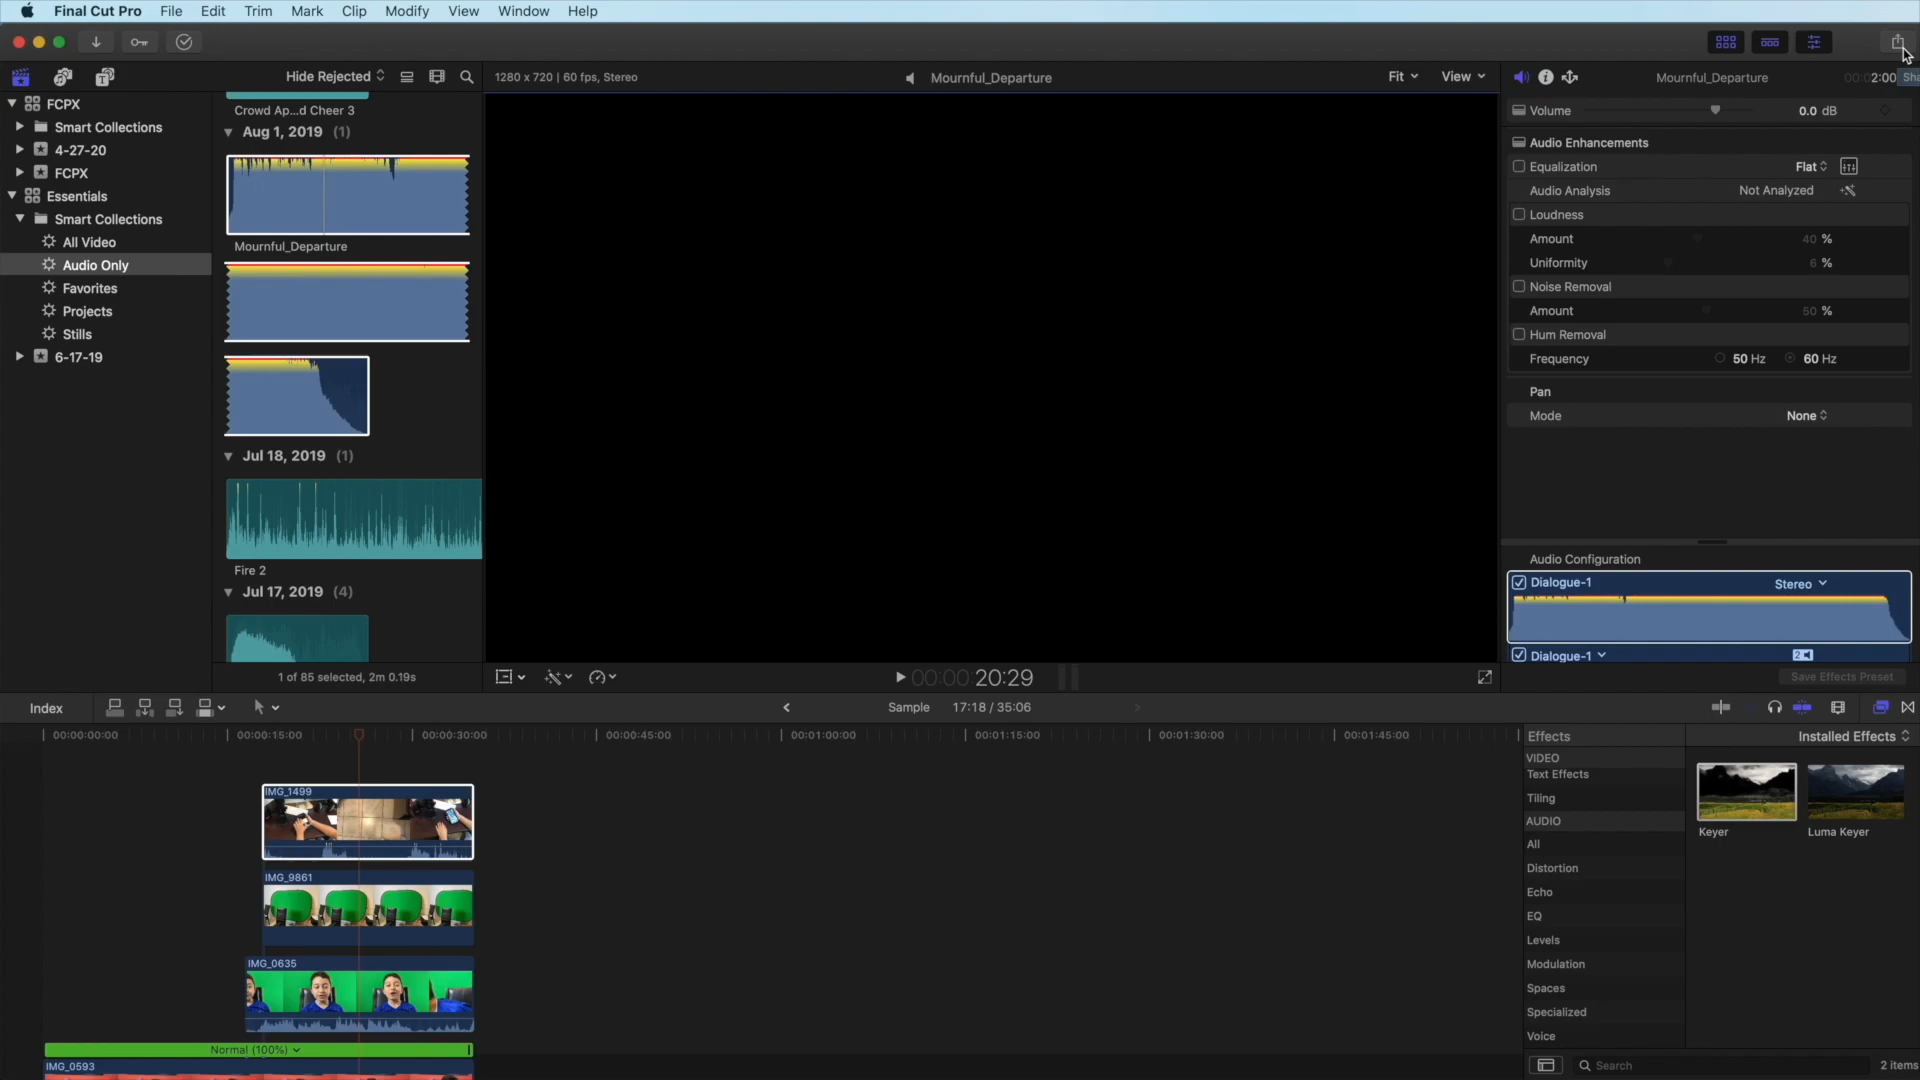 Final Cut Pro File Edit Trim Mark Clip Modify View Window Help
Hide Rejected
1280 x 720 | 60 fps, Stereo
Mournful_Departure
Fit
View
Mournful_Departure
2:00
Sha
FCPX
Smart Collections
4-27-20
FCPX
Essentials
Smart Collections
All Video
Audio Only
Favorites
Projects
Stills
6-17-19
Crowd Ap...d Cheer 3
Aug 1, 2019 (1)
Mournful_Departure
Jul 18, 2019 (1)
Fire 2
Jul 17, 2019 (4)
1 of 85 selected, 2m 0.19s
00:00:20:29
Volume 0.0 dB
Audio Enhancements
Equalization Flat
Audio Analysis Not Analyzed
Loudness
Amount 40 %
Uniformity 6 %
Noise Removal
Amount 50 %
Hum Removal
Frequency 50 Hz 60 Hz
Pan
Mode None
Audio Configuration
Dialogue-1 Stereo
Dialogue-1 2
Save Effects Preset
Index
Sample 17:18 / 35:06
00:00:00:00 00:00:15:00 00:00:30:00 00:00:45:00 00:01:00:00 00:01:15:00 00:01:30:00 00:01:45:00
IMG_1499
IMG_9861
IMG_0635
Normal (100%)
IMG_0593
Effects
Installed Effects
VIDEO
Text Effects
Tiling
AUDIO
All
Distortion
Echo
EQ
Levels
Modulation
Spaces
Specialized
Voice
Keyer
Luma Keyer
Search
2 items